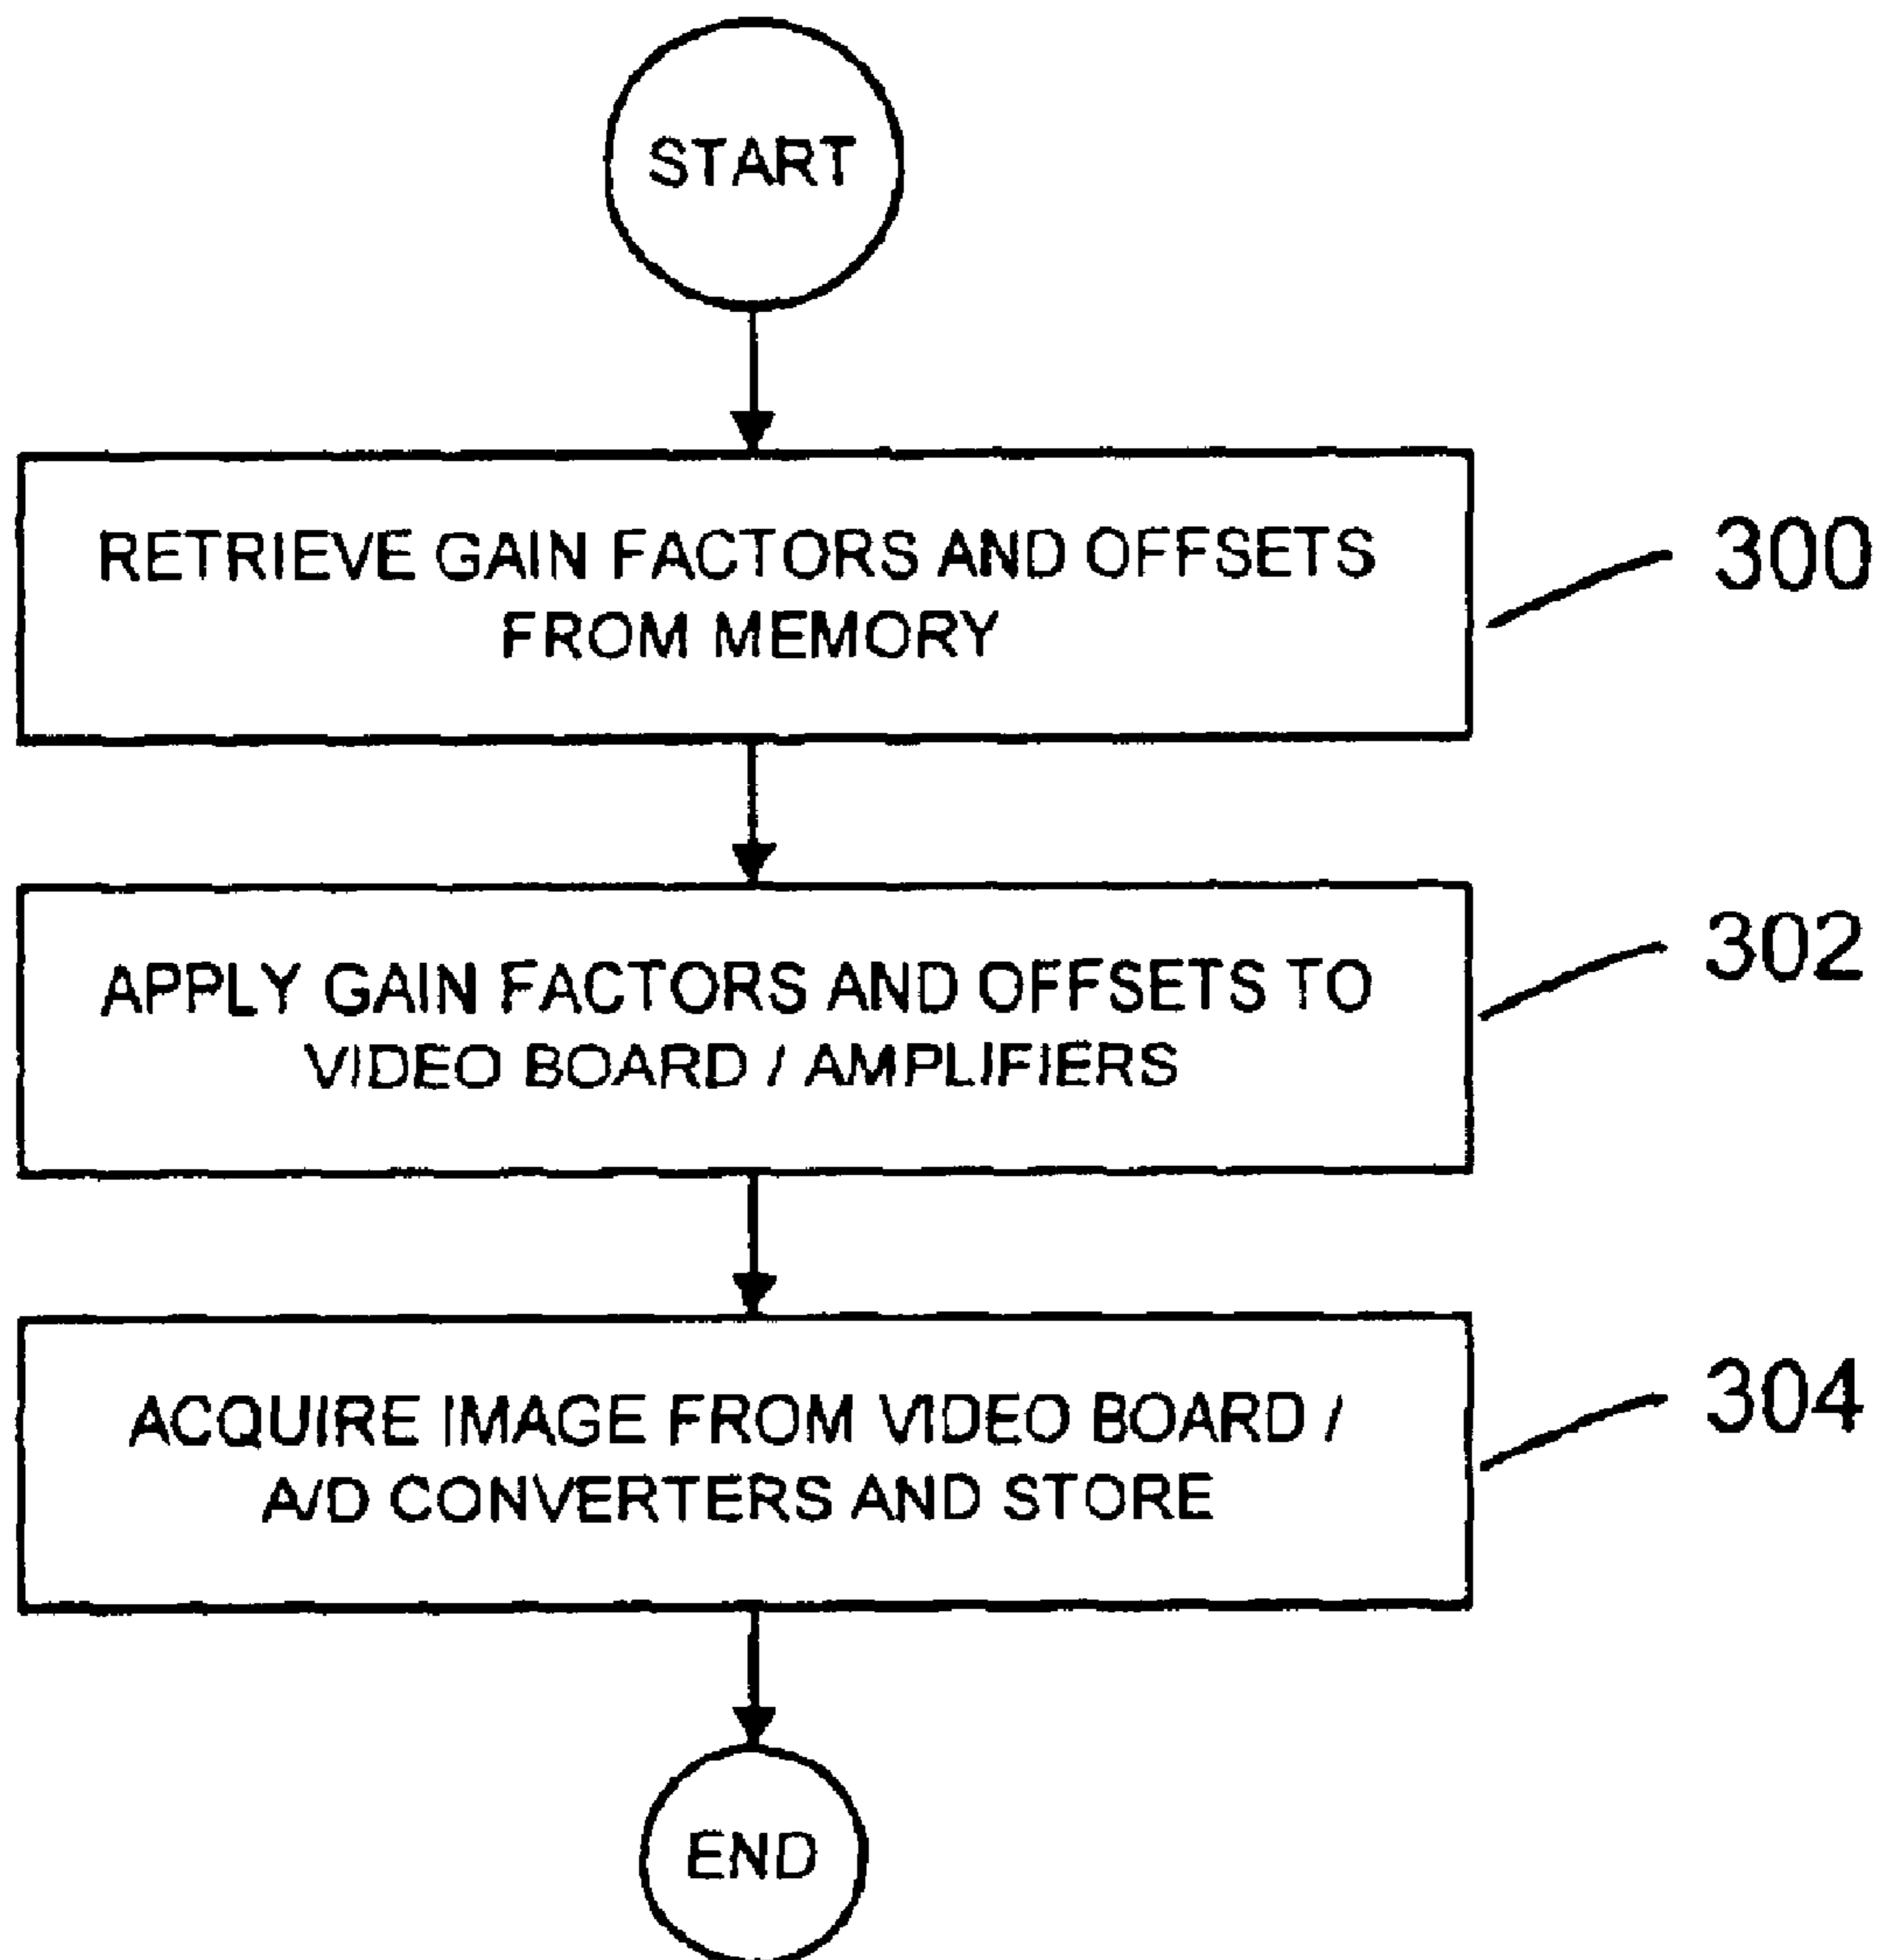 START
RETRIEVE GAIN FACTORS AND OFFSETS
FROM MEMORY
300
APPLY GAIN FACTORS AND OFFSETS TO
VIDEO BOARD / AMPLIFIERS
302
ACQUIRE IMAGE FROM VIDEO BOARD /
A/D CONVERTERS AND STORE
304
END